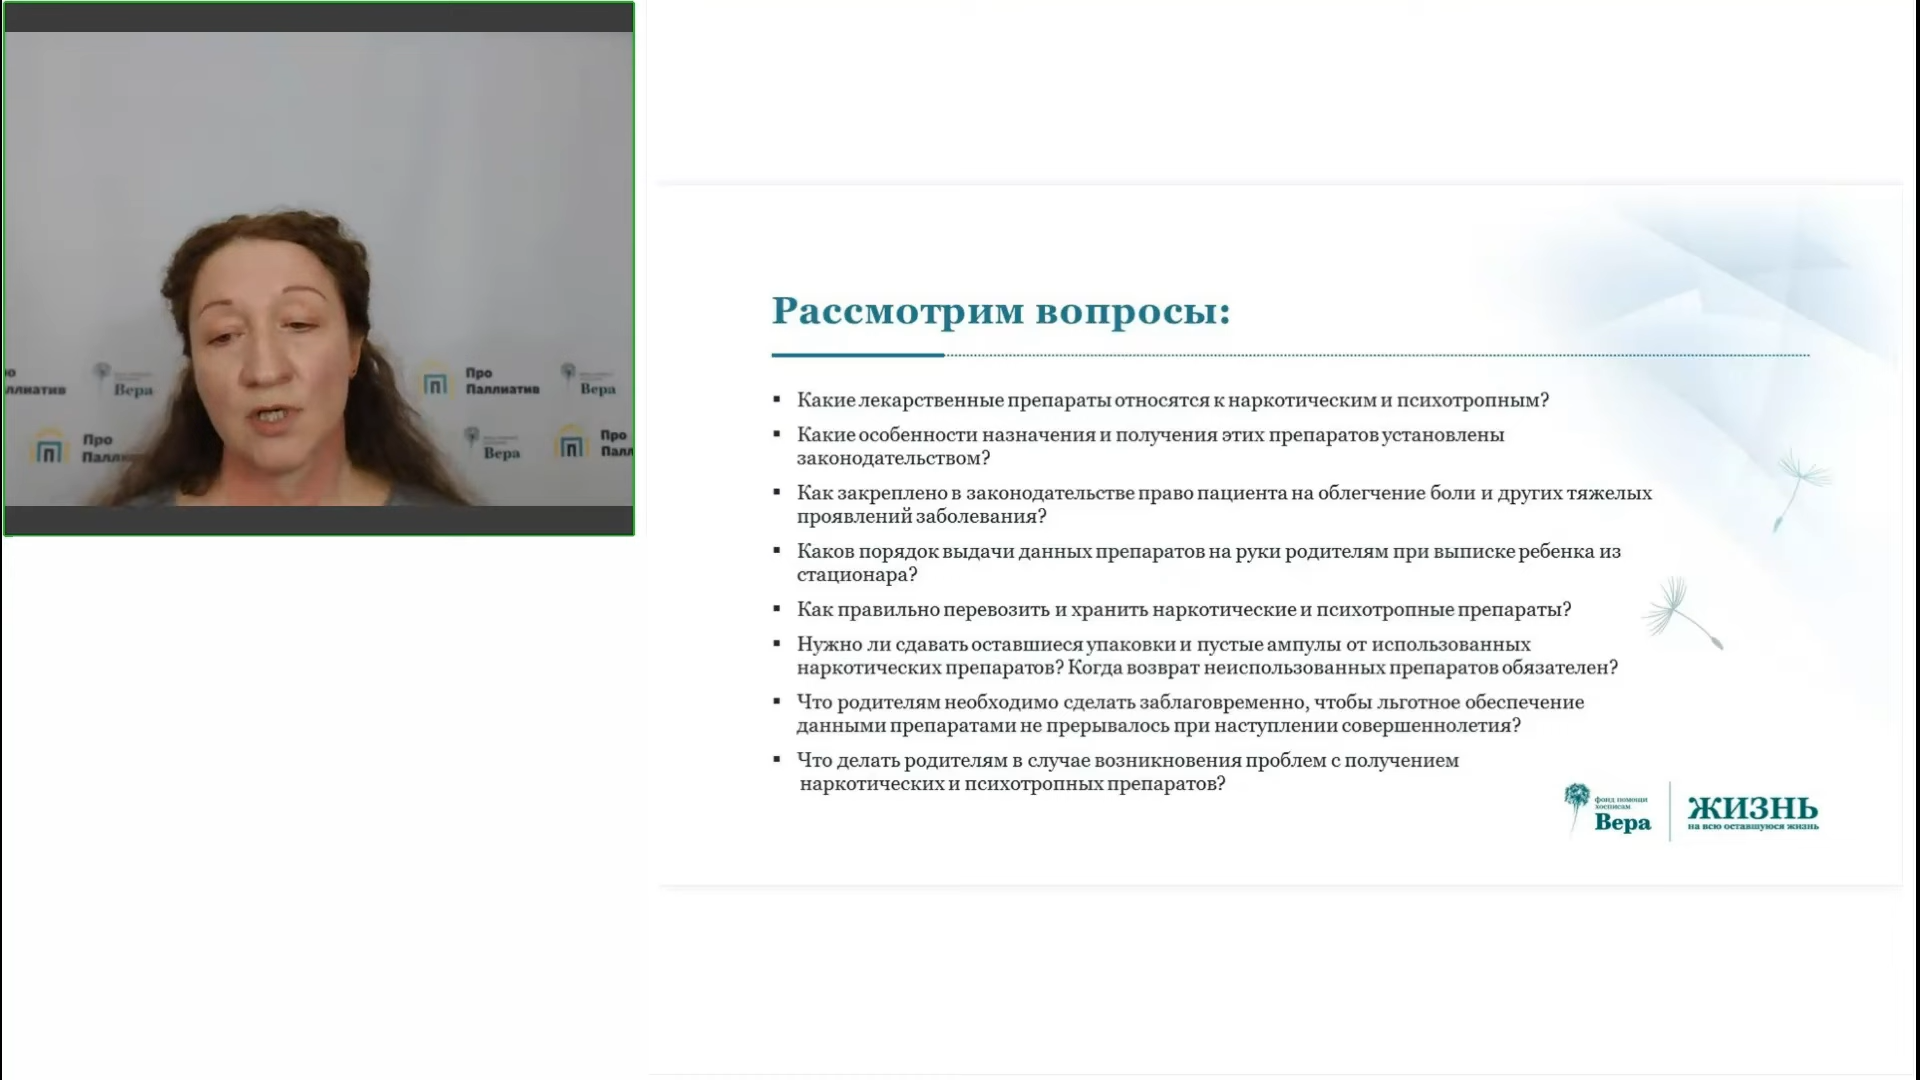 ро
ллиатив
Вера
Про
Паллиатив
Вера
Про
Паллиатив
Вера
Про
Палл
Рассмотрим вопросы:
▪ Какие лекарственные препараты относятся к наркотическим и психотропным?
▪ Какие особенности назначения и получения этих препаратов установлены
законодательством?
▪ Как закреплено в законодательстве право пациента на облегчение боли и других тяжелых
проявлений заболевания?
▪ Каков порядок выдачи данных препаратов на руки родителям при выписке ребенка из
стационара?
▪ Как правильно перевозить и хранить наркотические и психотропные препараты?
▪ Нужно ли сдавать оставшиеся упаковки и пустые ампулы от использованных
наркотических препаратов? Когда возврат неиспользованных препаратов обязателен?
▪ Что родителям необходимо сделать заблаговременно, чтобы льготное обеспечение
данными препаратами не прерывалось при наступлении совершеннолетия?
▪ Что делать родителям в случае возникновения проблем с получением
наркотических и психотропных препаратов?
фонд помощи
хосписам
Вера
ЖИЗНЬ
на всю оставшуюся жизнь